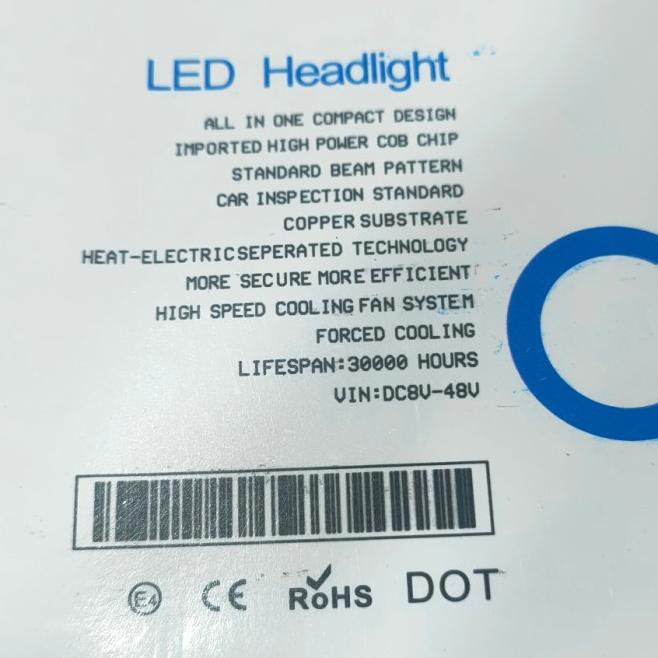 LED Headlight
ALL IN ONE COMPACT DESIGN
IMPORTED HIGH POWER COB CHIP
STANDARD BEAM PATTERN
CAR INSPECTION STANDARD
COPPER SUBSTRATE
HEAT-ELECTRICSEPERATED TECHNOLOGY
MORE SECURE MORE EFFICIENT
HIGH SPEED COOLING FAN SYSTEM
FORCED COOLING
LIFESPAN:30000 HOURS
VIN:DC8V-48V
E4 CE RoHS DOT